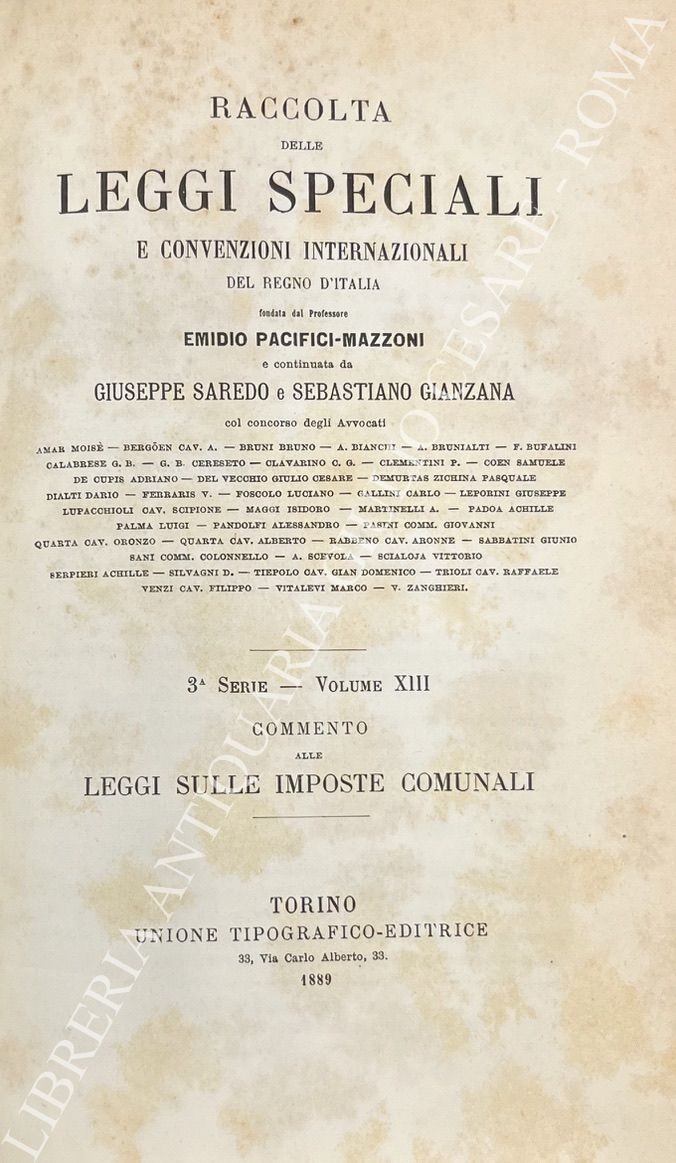 RACCOLTA
DELLE
LEGGI SPECIALI
E CONVENZIONI INTERNAZIONALI
DEL REGNO D'ITALIA
fondata dal Professore
EMIDIO PACIFICI-MAZZONI
e continuata da
GIUSEPPE SAREDO e SEBASTIANO GIANZANA
col concorso degli Avvocati
AMAR MOISÈ — BERGÖEN CAV. A. — BRUNI BRUNO — A. BIANCHI — A. BRUNIALTI — F. BUFALINI
CALABRESE G. B. — G. B. CERESETO — CLAVARINO C. G. — CLEMENTINI P. — COEN SAMUELE
DE CUPIS ADRIANO — DEL VECCHIO GIULIO CESARE — DEMURTAS ZICHINA PASQUALE
DIALTI DARIO — FERRARIS V. — FOSCOLO LUCIANO — GALLINI CARLO — LEPORINI GIUSEPPE
LUPACCHIOLI CAV. SCIPIONE — MAGGI ISIDORO — MARTINELLI A. — PADOA ACHILLE
PALMA LUIGI — PANDOLFI ALESSANDRO — PASINI COMM. GIOVANNI
QUARTA CAV. ORONZO — QUARTA CAV. ALBERTO — RABBENO CAV. ARONNE — SABBATINI GIUNIO
SANI COMM. COLONNELLO — A. SCEVOLA — SCIALOJA VITTORIO
SERPIERI ACHILLE — SILVAGNI D. — TIEPOLO CAV. GIAN DOMENICO — TRIOLI CAV. RAFFAELE
VENZI CAV. FILIPPO — VITALEVI MARCO — V. ZANGHIERI.
3ᴬ SERIE — VOLUME XIII
COMMENTO
ALLE
LEGGI SULLE IMPOSTE COMUNALI
TORINO
UNIONE TIPOGRAFICO-EDITRICE
33, Via Carlo Alberto, 33.
1889
LIBRERIA ANTIQUARIA GIULIO CESARE - ROMA